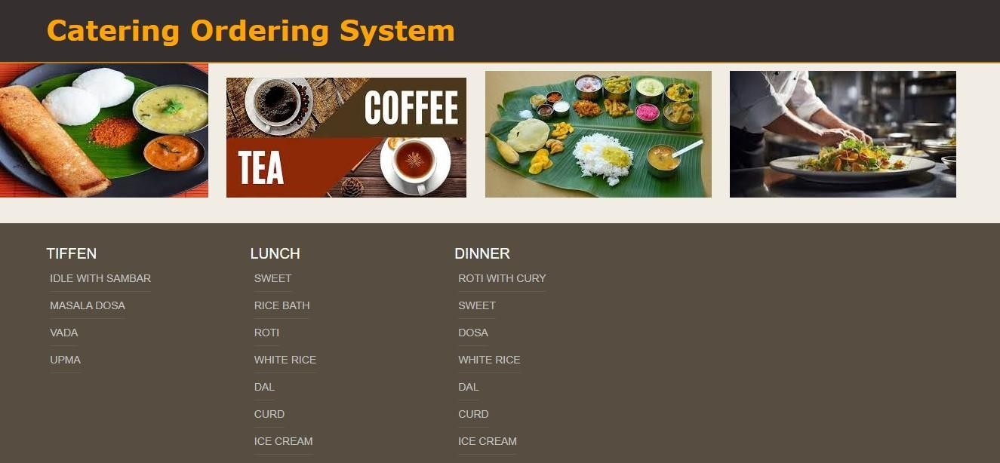 Catering Ordering System
COFFEE
TEA
TIFFEN
IDLE WITH SAMBAR
MASALA DOSA
VADA
UPMA
LUNCH
SWEET
RICE BATH
ROTI
WHITE RICE
DAL
CURD
ICE CREAM
DINNER
ROTI WITH CURY
SWEET
DOSA
WHITE RICE
DAL
CURD
ICE CREAM